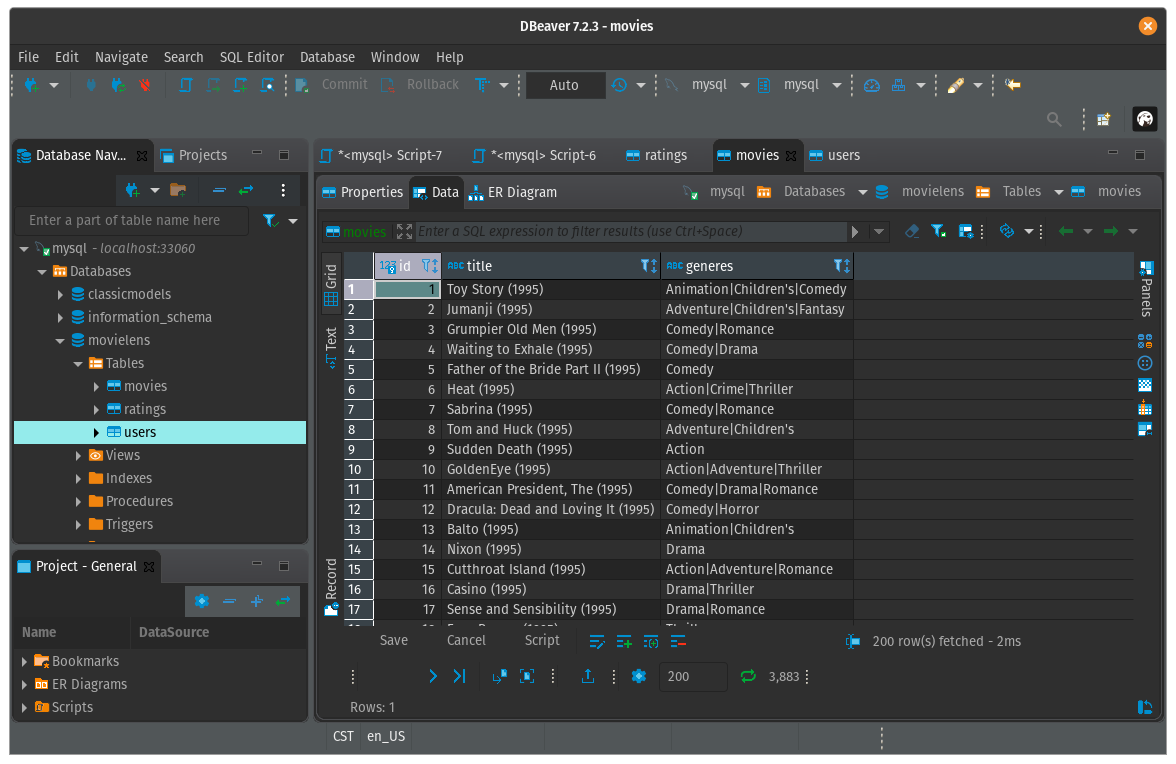 DBeaver 7.2.3 - movies
File Edit Navigate Search SQL Editor Database Window Help
Commit Rollback Auto mysql mysql
Database Nav... Projects
Enter a part of table name here
mysql - localhost:33060
Databases
classicmodels
information_schema
movielens
Tables
movies
ratings
users
Views
Indexes
Procedures
Triggers
Project - General
Name DataSource
Bookmarks
ER Diagrams
Scripts
*<mysql> Script-7 *<mysql> Script-6 ratings movies users
Properties Data ER Diagram mysql Databases movielens Tables movies
movies Enter a SQL expression to filter results (use Ctrl+Space)
Grid
Text
Record
123 id ABC title ABC generes
1 1 Toy Story (1995) Animation|Children's|Comedy
2 2 Jumanji (1995) Adventure|Children's|Fantasy
3 3 Grumpier Old Men (1995) Comedy|Romance
4 4 Waiting to Exhale (1995) Comedy|Drama
5 5 Father of the Bride Part II (1995) Comedy
6 6 Heat (1995) Action|Crime|Thriller
7 7 Sabrina (1995) Comedy|Romance
8 8 Tom and Huck (1995) Adventure|Children's
9 9 Sudden Death (1995) Action
10 10 GoldenEye (1995) Action|Adventure|Thriller
11 11 American President, The (1995) Comedy|Drama|Romance
12 12 Dracula: Dead and Loving It (1995) Comedy|Horror
13 13 Balto (1995) Animation|Children's
14 14 Nixon (1995) Drama
15 15 Cutthroat Island (1995) Action|Adventure|Romance
16 16 Casino (1995) Drama|Thriller
17 17 Sense and Sensibility (1995) Drama|Romance
Panels
Save Cancel Script 200 row(s) fetched - 2ms
200 3,883
Rows: 1
CST en_US